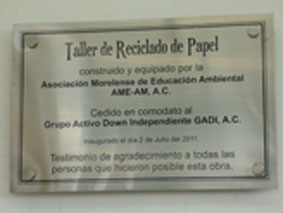 Taller de Reciclado de Papel
construido y equipado por la
Asociación Morelense de Educación Ambiental
AME-AM, A.C.
Cedido en comodato al
Grupo Activo Down Independiente GADI, A.C.
Inaugurado el día 2 de Julio del 2011.
Testimonio de agradecimiento a todas las
personas que hicieron posible esta obra.